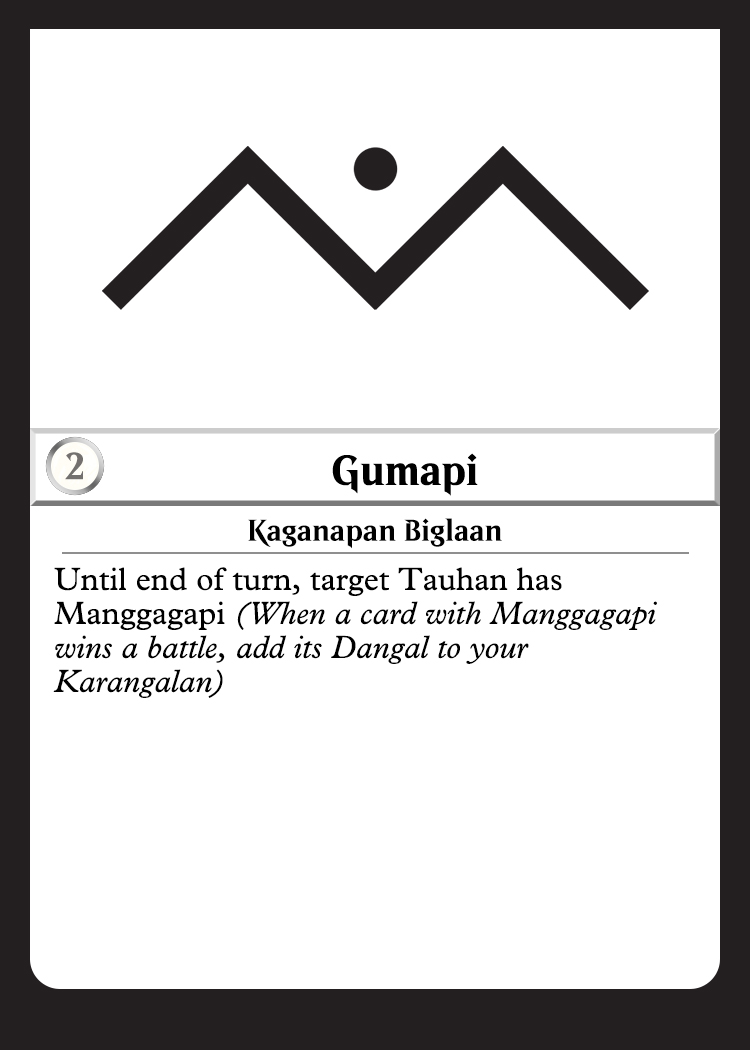 2
Gumapi
Kaganapan Biglaan
Until end of turn, target Tauhan has
Manggagapi (When a card with Manggagapi
wins a battle, add its Dangal to your
Karangalan)